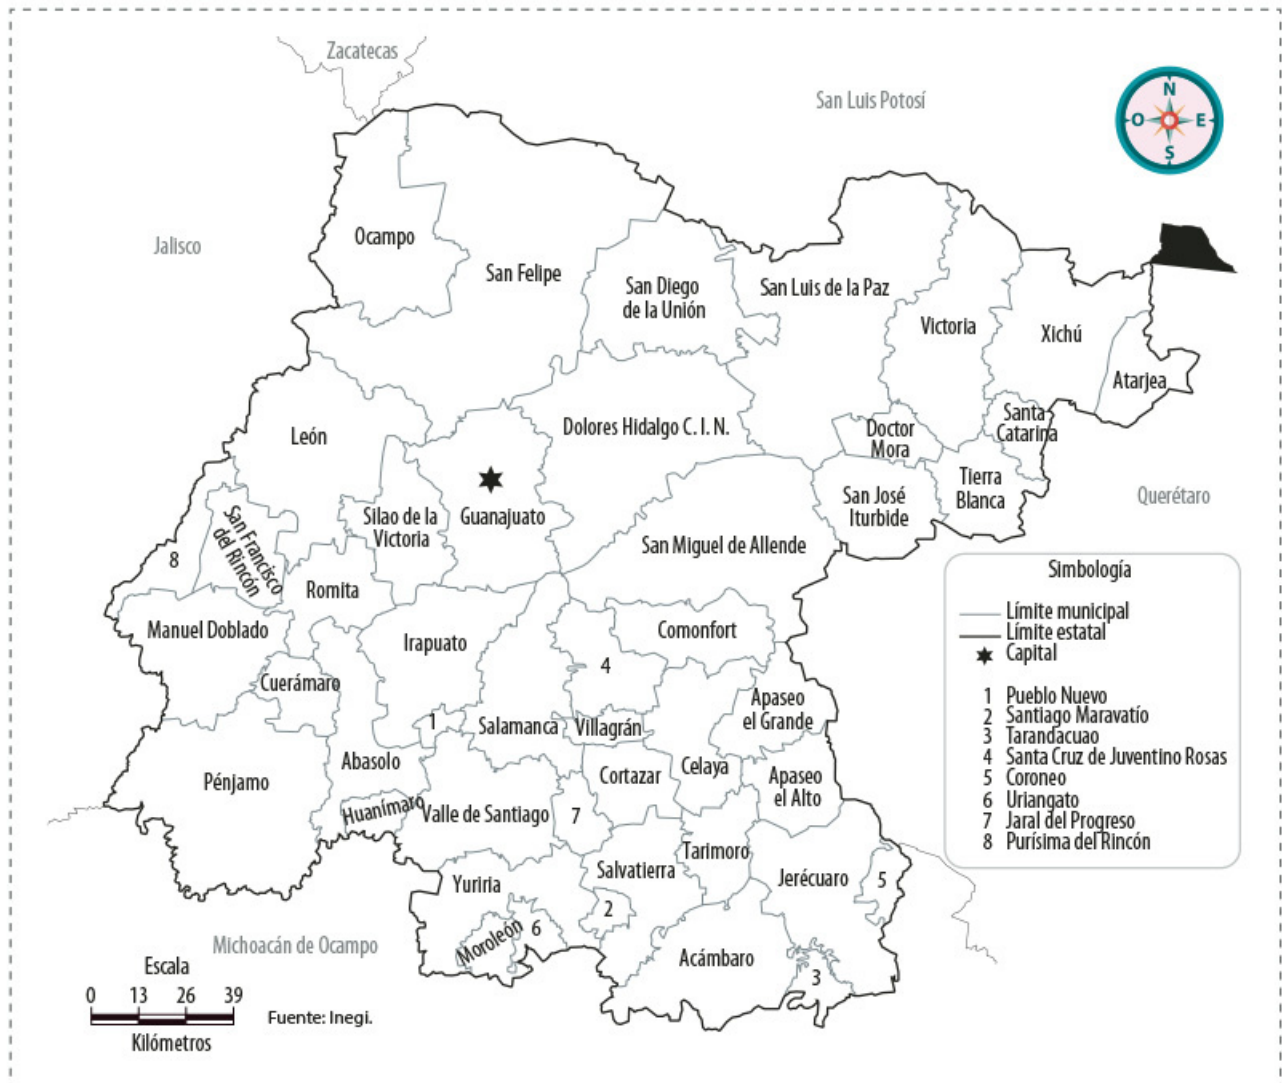 Zacatecas
San Luis Potosí
N
O
E
S
Jalisco
Ocampo
San Felipe
San Diego
de la Unión
San Luis de la Paz
Victoria
Xichú
Atarjea
León
Dolores Hidalgo C. I. N.
Doctor
Mora
Santa
Catarina
Tierra
Blanca
Querétaro
San José
Iturbide
Guanajuato
Silao de la
Victoria
San Francisco
del Rincón
8
San Miguel de Allende
Romita
Manuel Doblado
Irapuato
Comonfort
4
Cuerámaro
Apaseo
el Grande
1
Salamanca
Villagrán
Abasolo
Pénjamo
Cortazar
Celaya
Apaseo
el Alto
Huanímaro
Valle de Santiago
7
Tarimoro
Salvatierra
Jerécuaro
5
Yuriria
2
Moroleón
6
Acámbaro
3
Michoacán de Ocampo
Simbología
Límite municipal
Límite estatal
Capital
1 Pueblo Nuevo
2 Santiago Maravatío
3 Tarandacuao
4 Santa Cruz de Juventino Rosas
5 Coroneo
6 Uriangato
7 Jaral del Progreso
8 Purísima del Rincón
Escala
0 13 26 39
Kilómetros
Fuente: Inegi.